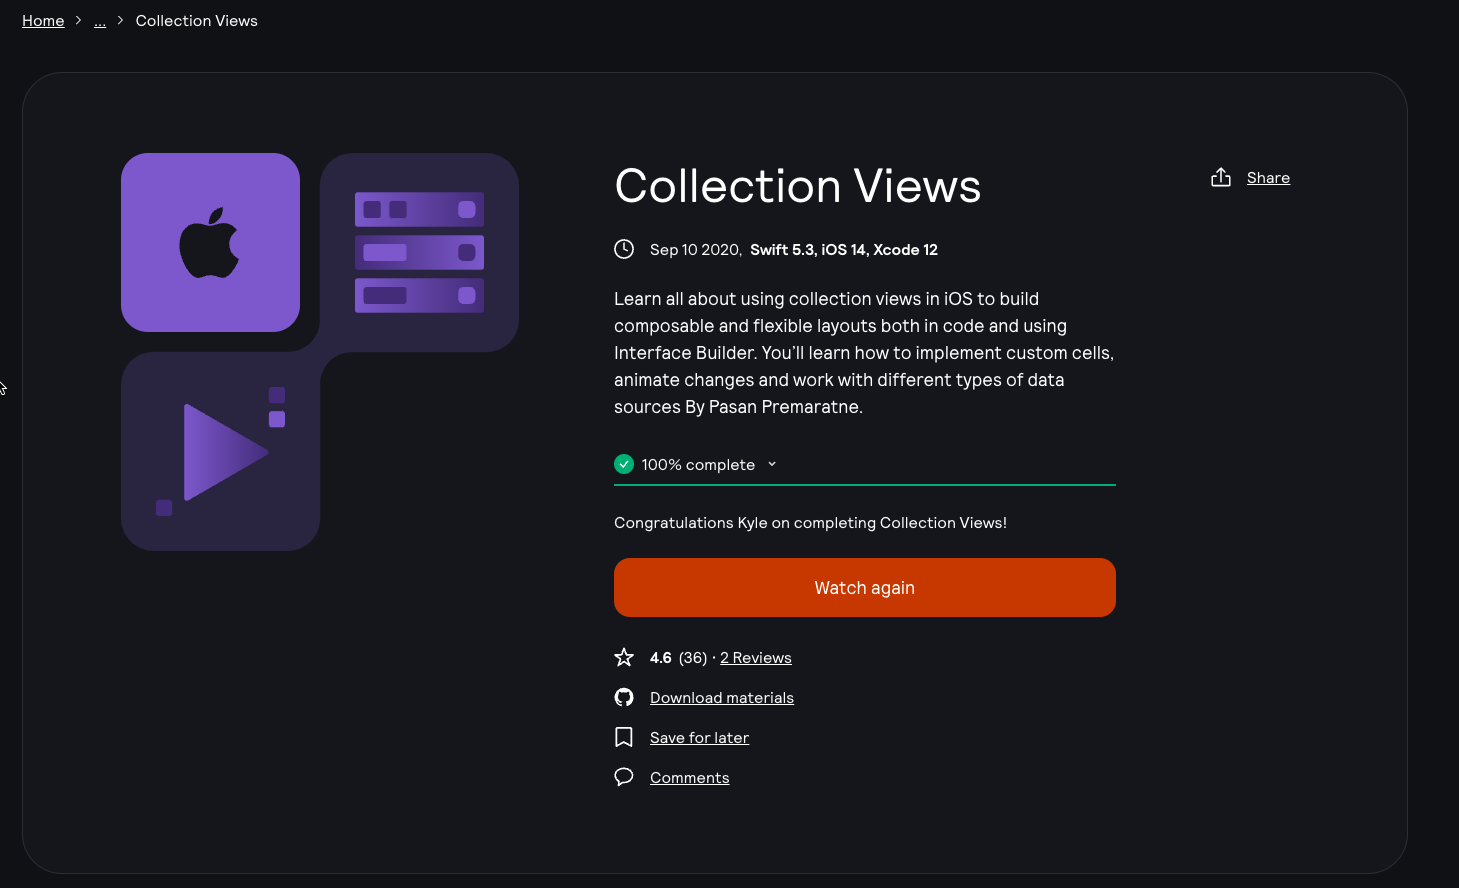 Home > ... > Collection Views
Collection Views
Share
Sep 10 2020, Swift 5.3, iOS 14, Xcode 12
Learn all about using collection views in iOS to build
composable and flexible layouts both in code and using
Interface Builder. You'll learn how to implement custom cells,
animate changes and work with different types of data
sources By Pasan Premaratne.
100% complete
Congratulations Kyle on completing Collection Views!
Watch again
4.6 (36) · 2 Reviews
Download materials
Save for later
Comments